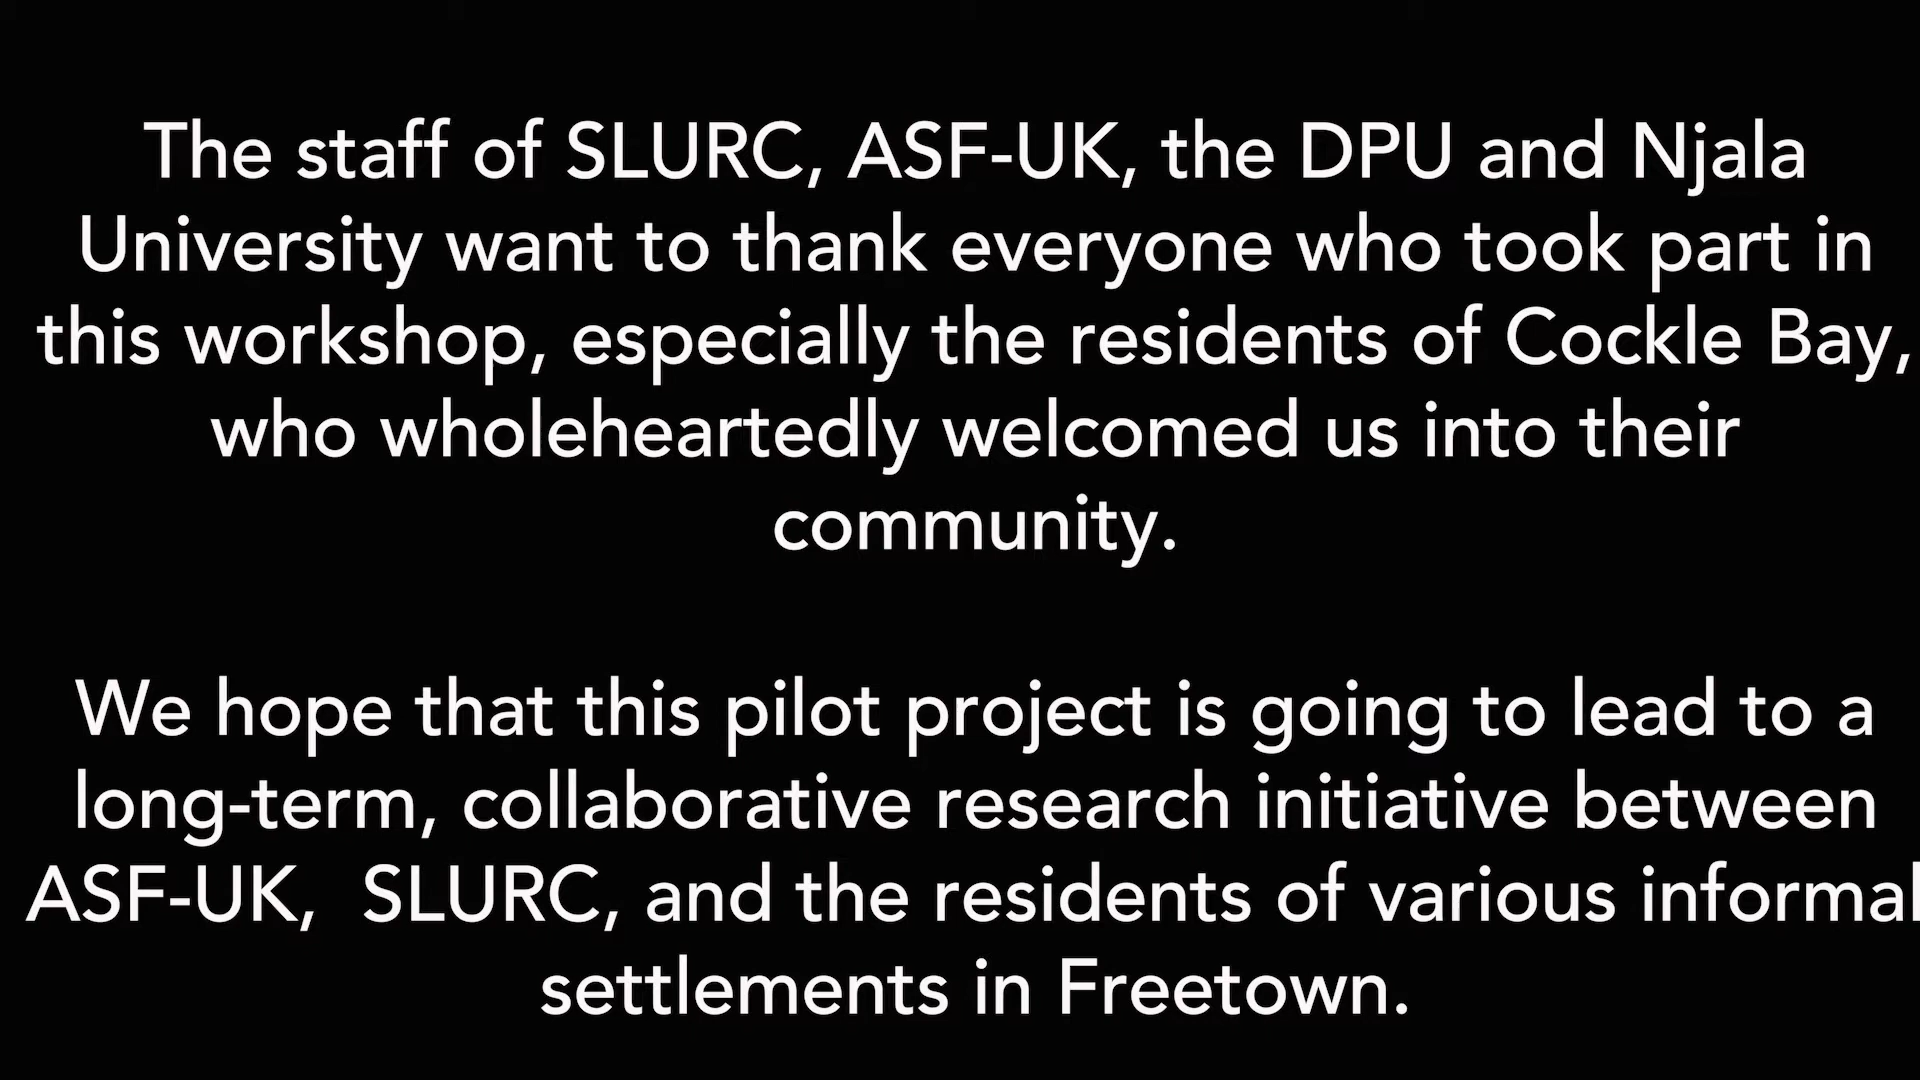 The staff of SLURC, ASF-UK, the DPU and Njala
University want to thank everyone who took part in
this workshop, especially the residents of Cockle Bay,
who wholeheartedly welcomed us into their
community.
We hope that this pilot project is going to lead to a
long-term, collaborative research initiative between
ASF-UK,  SLURC, and the residents of various informal
settlements in Freetown.